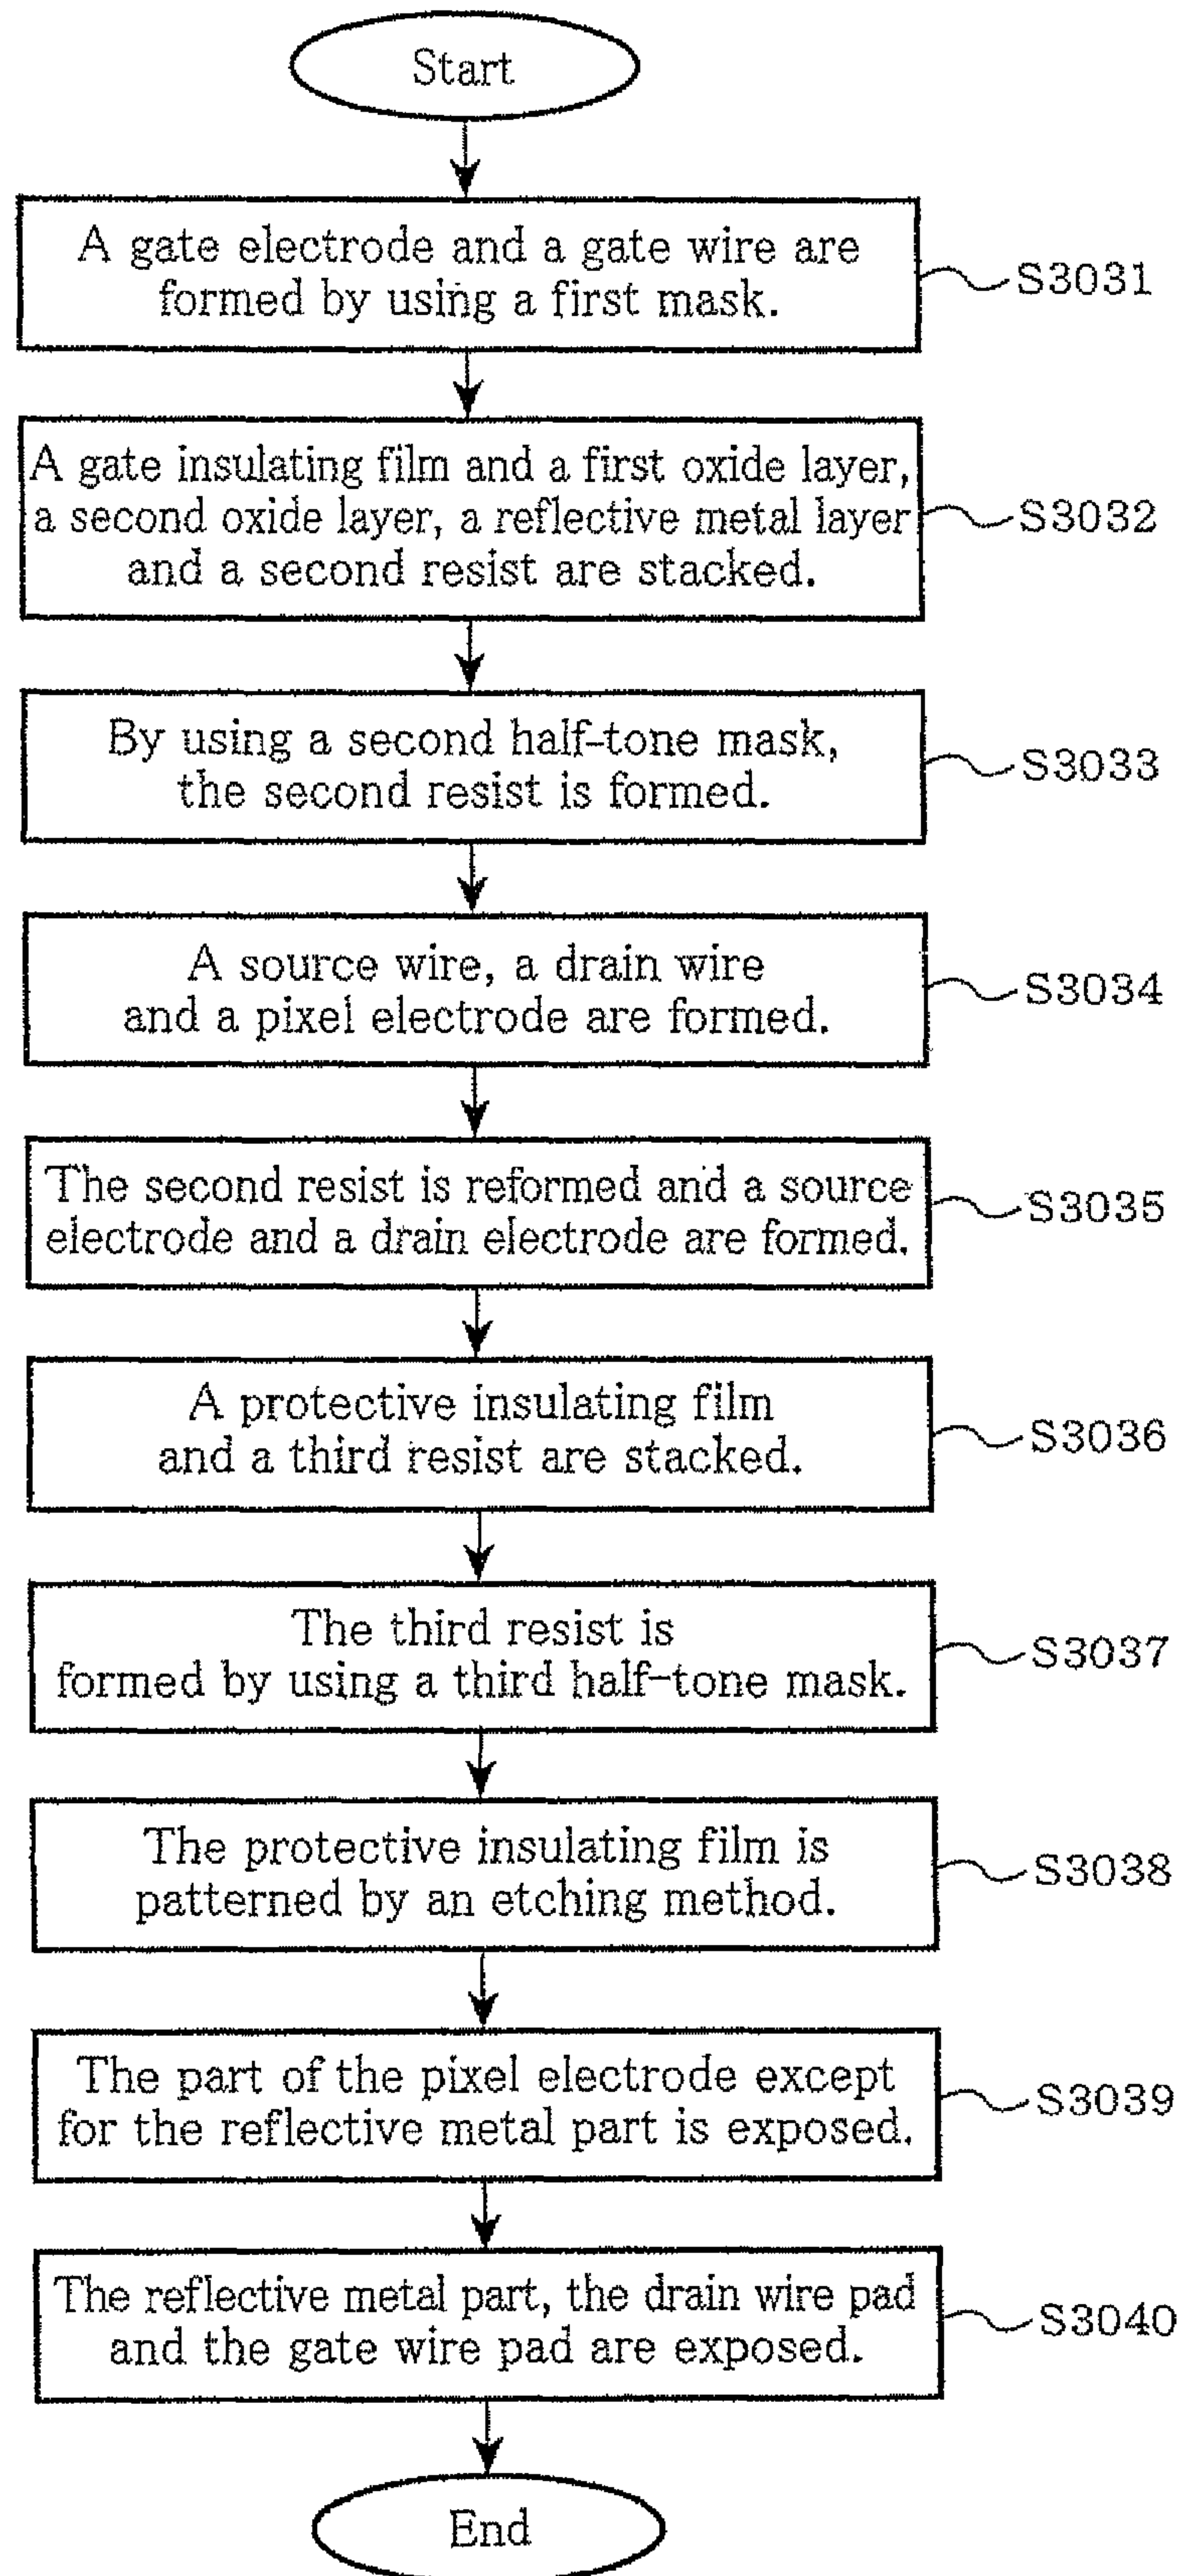 Start
A gate electrode and a gate wire are
formed by using a first mask.
S3031
A gate insulating film and a first oxide layer,
a second oxide layer, a reflective metal layer
and a second resist are stacked.
S3032
By using a second half-tone mask,
the second resist is formed.
S3033
A source wire, a drain wire
and a pixel electrode are formed.
S3034
The second resist is reformed and a source
electrode and a drain electrode are formed.
S3035
A protective insulating film
and a third resist are stacked.
S3036
The third resist is
formed by using a third half-tone mask.
S3037
The protective insulating film is
patterned by an etching method.
S3038
The part of the pixel electrode except
for the reflective metal part is exposed.
S3039
The reflective metal part, the drain wire pad
and the gate wire pad are exposed.
S3040
End